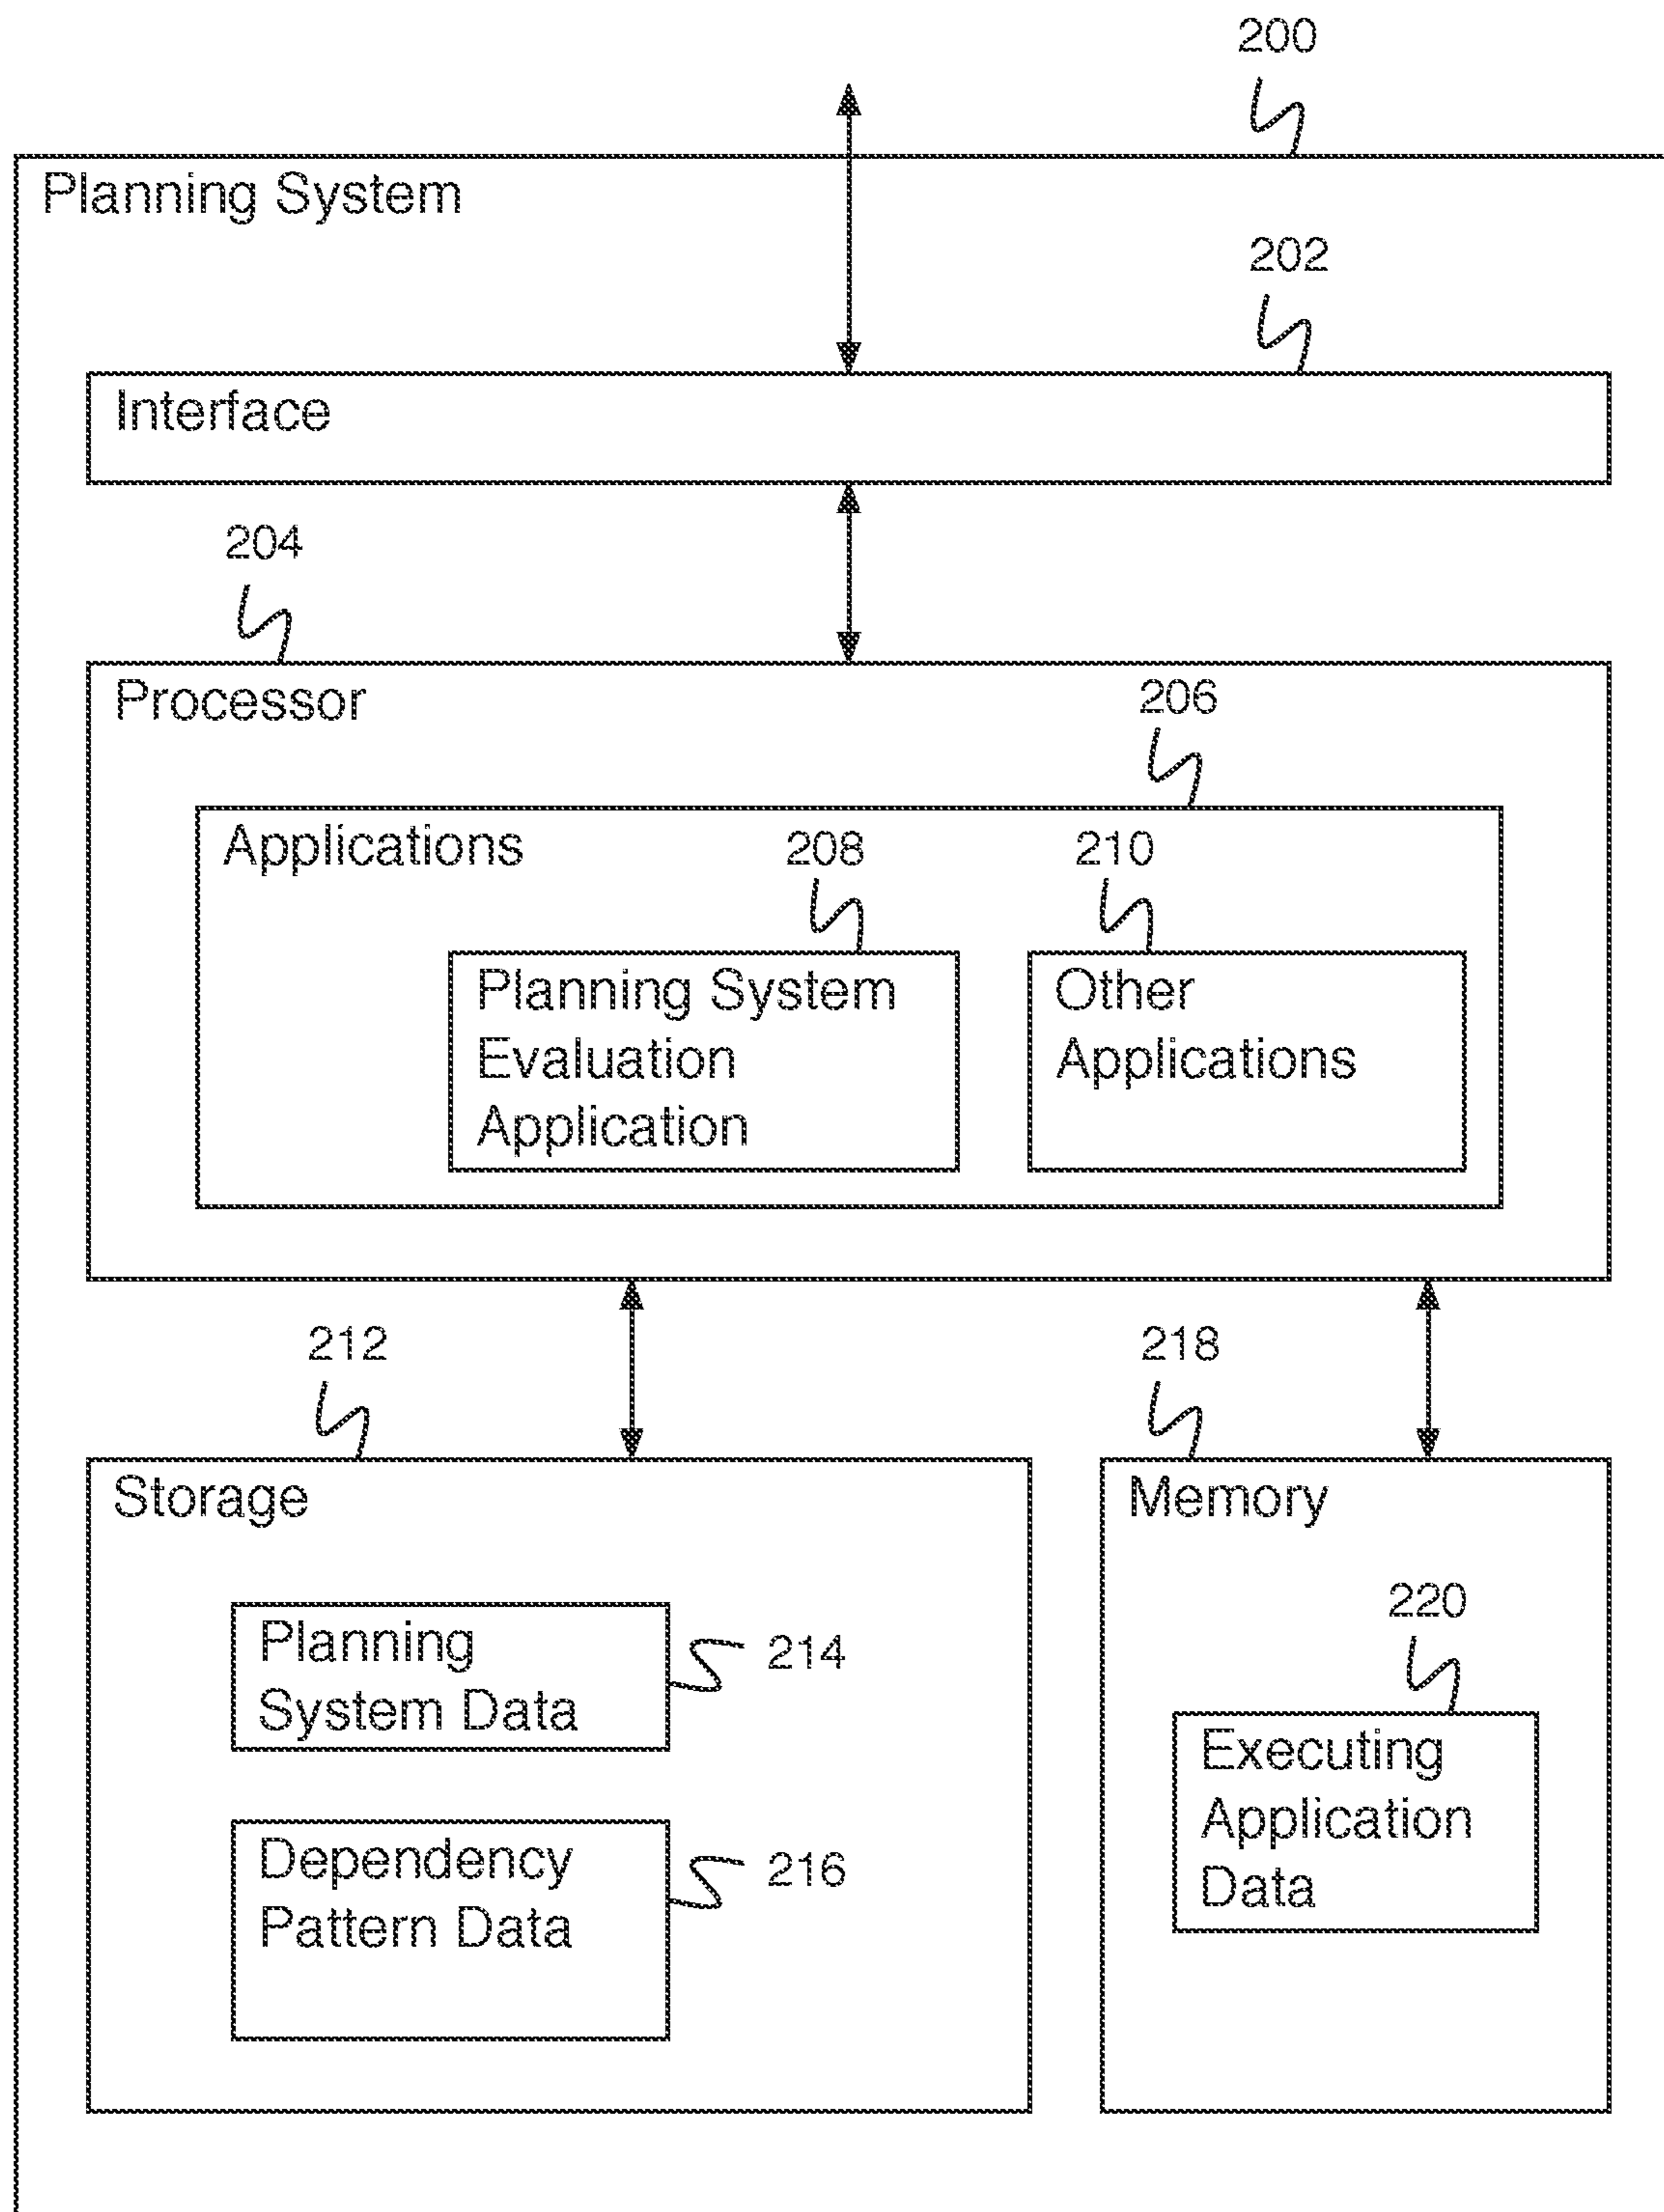 200
Planning System
202
Interface
204
Processor
206
Applications
208
210
Planning System
Evaluation
Application
Other
Applications
212
218
Storage
Memory
Planning
System Data
214
Dependency
Pattern Data
216
220
Executing
Application
Data